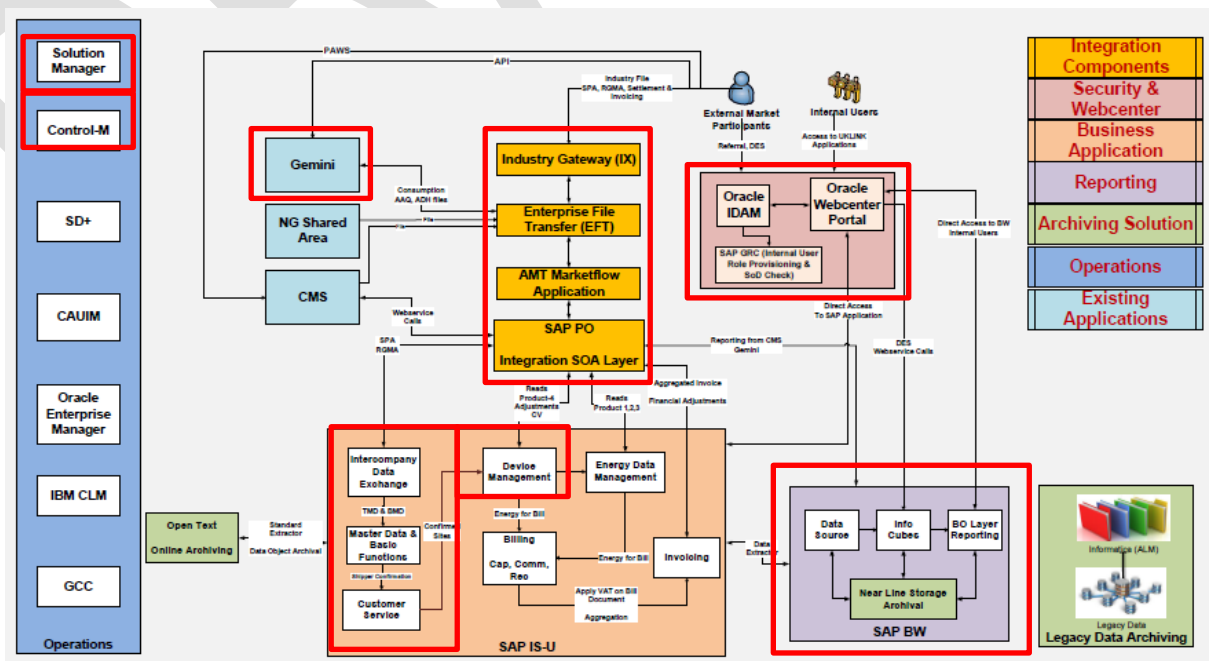 Solution
Manager
Control-M
SD+
CAUIM
Oracle
Enterprise
Manager
IBM CLM
GCC
Operations
PAWS
API
Industry File
SPA, RGMA, Settlement &
Invoicing
External Market
Participants
Internal Users
Referral, DES
Access to UKLINK
Applications
Gemini
NG Shared
Area
CMS
Consumption
AAQ, ADH files
File
File
Webservice
Calls
SPA
RGMA
Industry Gateway (IX)
Enterprise File
Transfer (EFT)
AMT Marketflow
Application
SAP PO
Integration SOA Layer
Oracle
IDAM
Oracle
Webcenter
Portal
SAP GRC (Internal User
Role Provisioning &
SoD Check)
Direct Access to BW
Internal Users
Direct Access
To SAP Application
Reporting from CMS
Gemini
DES
Webservice Calls
Reads
Product-4
Adjustments
CV
Reads
Product 1,2,3
Aggregated Invoice
Financial Adjustments
Intercompany
Data
Exchange
TMD & BMD
Master Data &
Basic
Functions
Shipper Confirmation
Customer
Service
Confirmed
Sites
Device
Management
Energy Data
Management
Energy for Bill
Energy for Bill
Billing
Cap, Comm,
Reo
Invoicing
Apply VAT on Bill
Document
Aggregation
SAP IS-U
Open Text
Online Archiving
Standard
Extractor
Data Object Archival
Data
Extractor
Data
Source
Info
Cubes
BO Layer
Reporting
Near Line Storage
Archival
SAP BW
Informatica (ALM)
Legacy Data
Legacy Data Archiving
Integration
Components
Security &
Webcenter
Business
Application
Reporting
Archiving Solution
Operations
Existing
Applications